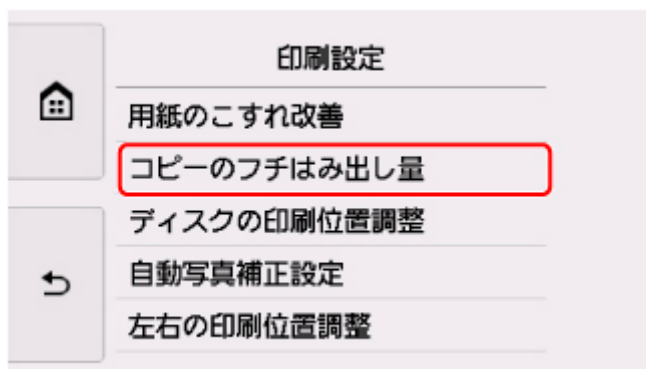 印刷設定
用紙のこすれ改善
コピーのフチはみ出し量
ディスクの印刷位置調整
自動写真補正設定
左右の印刷位置調整